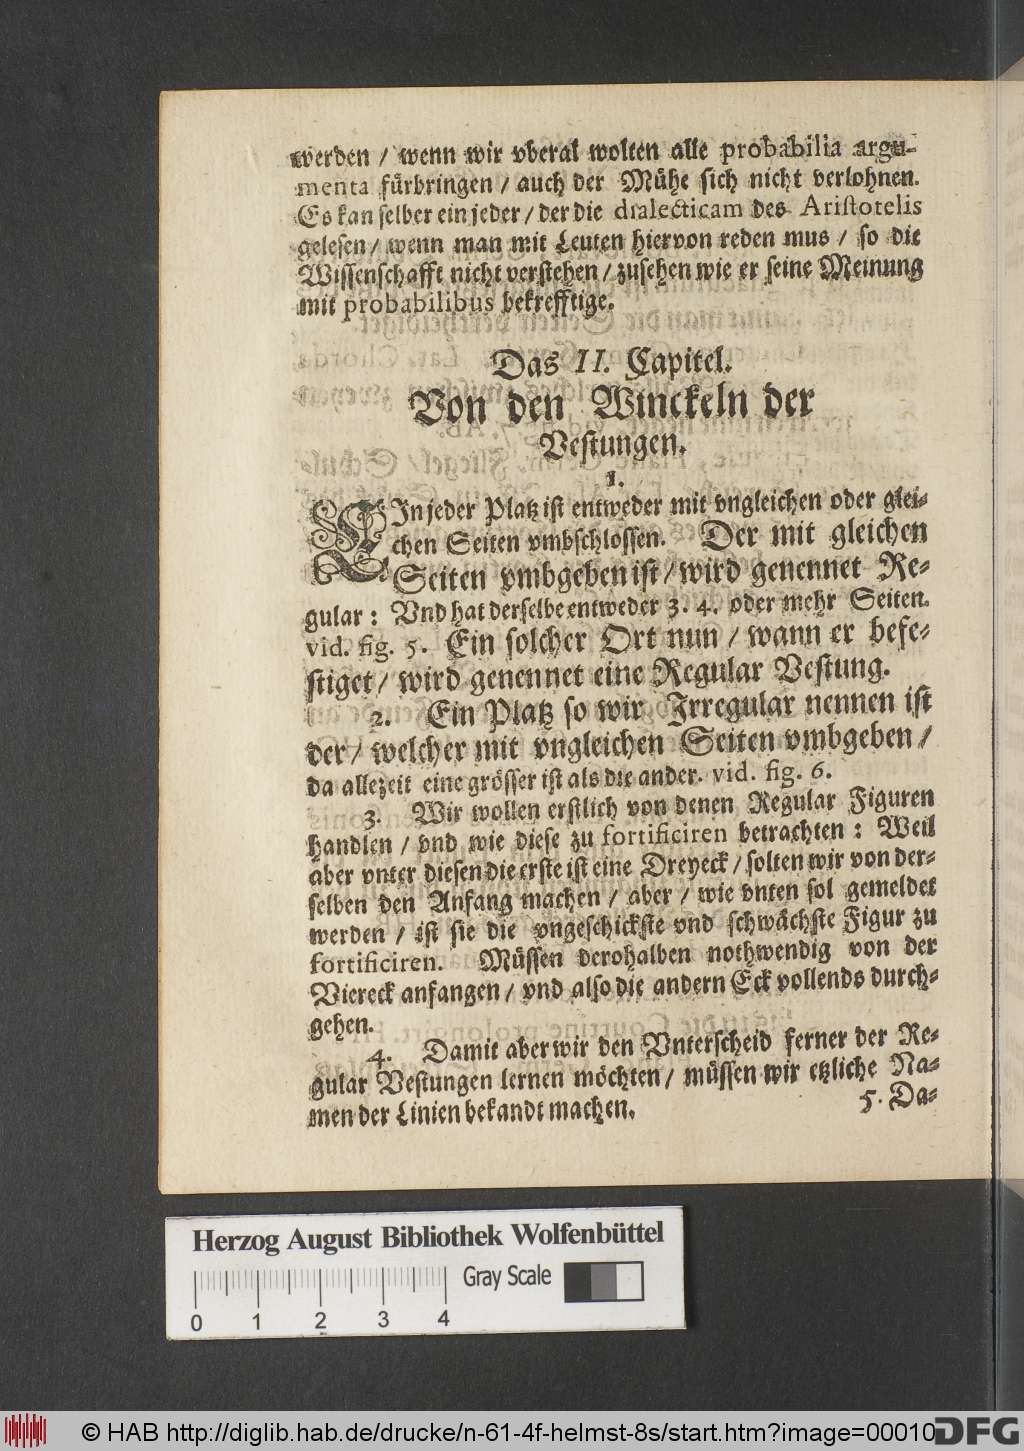 werden / wenn wir vberal wolten alle probabilia argu-
menta fürbringen / auch der Mühe sich nicht verlohnen.
Es kan selber ein jeder / der die dialecticam des Aristotelis
gelesen / wenn man mit Leuten hiervon reden mus / so die
Wissenschafft nicht verstehen / zusehen wie er seine Meinung
mit probabilibus bekrefftige.
Das II. Capitel.
Von den Winckeln der
Vestungen.
1.
EIn jeder Platz ist entweder mit vngleichen oder glei-
chen Seiten vmbschlossen. Der mit gleichen
Seiten vmbgeben ist / wird genennet Re-
gular : Vnd hat derselbe entweder 3. 4. oder mehr Seiten.
vid. fig. 5. Ein solcher Ort nun / wann er befe-
stiget / wird genennet eine Regular Vestung.
2. Ein Platz so wir Irregular nennen ist
der / welcher mit vngleichen Seiten vmbgeben /
da allezeit eine grösser ist als die ander. vid. fig. 6.
3. Wir wollen erstlich von denen Regular Figuren
handlen / vnd wie diese zu fortificiren betrachten : Weil
aber vnter diesen die erste ist eine Dreyeck / solten wir von der-
selben den Anfang machen / aber / wie vnten sol gemeldet
werden / ist sie die vngeschickste vnd schwächste Figur zu
fortificiren. Müssen derohalben nothwendig von der
Viereck anfangen / vnd also die andern Eck vollends durch-
gehen.
4. Damit aber wir den Vnterscheid ferner der Re-
gular Vestungen lernen möchten / müssen wir etzliche Na-
men der Linien bekandt machen.
5. Da-
Herzog August Bibliothek Wolfenbüttel
Gray Scale
0 1 2 3 4
© HAB http://diglib.hab.de/drucke/n-61-4f-helmst-8s/start.htm?image=00010
DFG